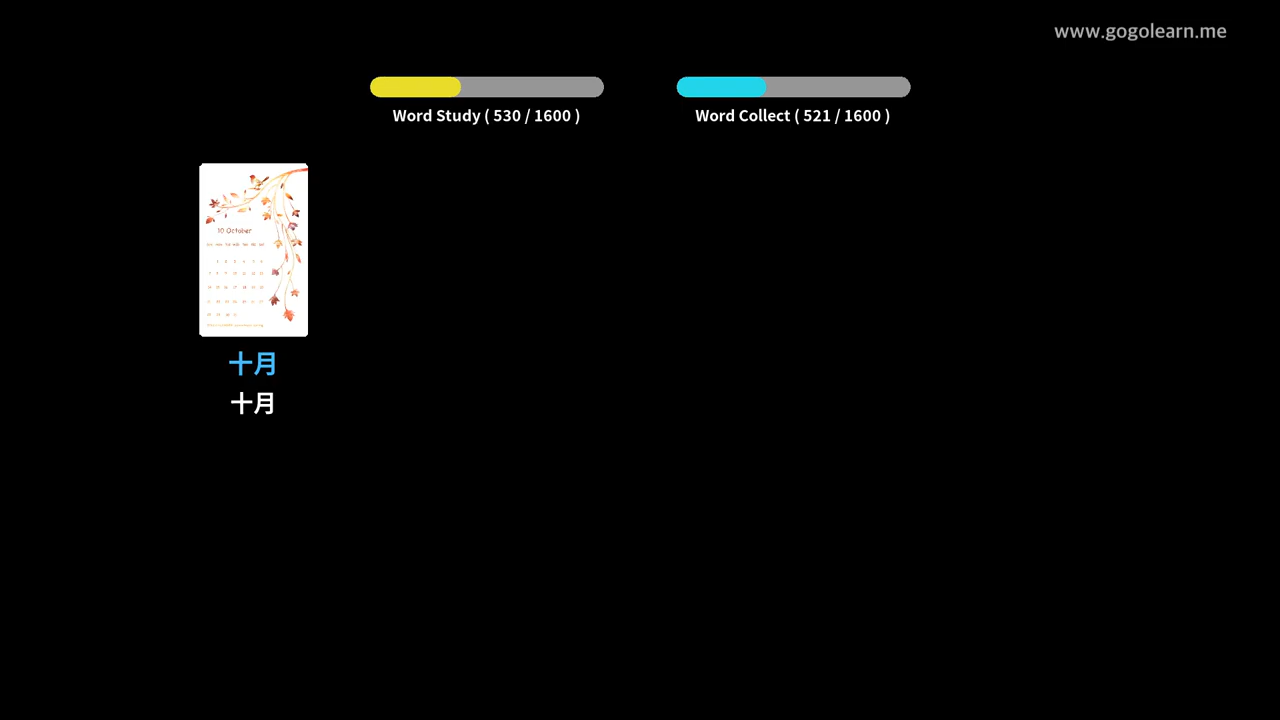 www.gogolearn.me
Word Study ( 530 / 1600 )
Word Collect ( 521 / 1600 )
10 October
十月
十月